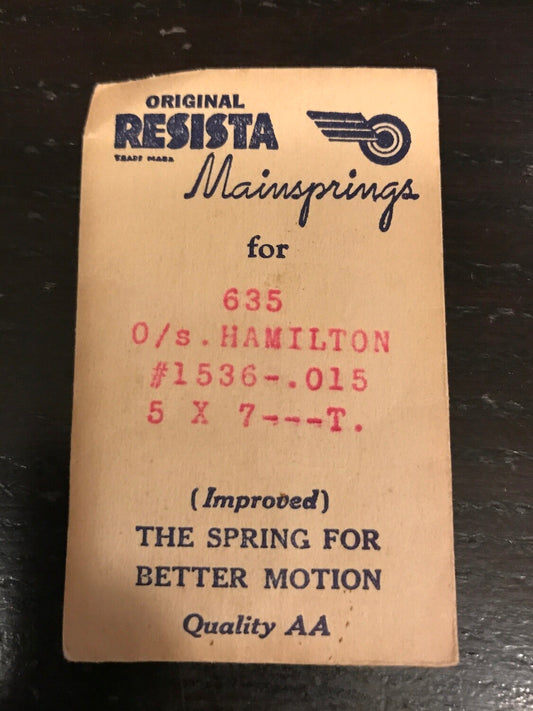 ORIGINAL
RESISTA
TRADE MARK
Mainsprings
for
635
O/s. HAMILTON
#1536-.015
5 X 7---T.
(Improved)
THE SPRING FOR
BETTER MOTION
Quality AA